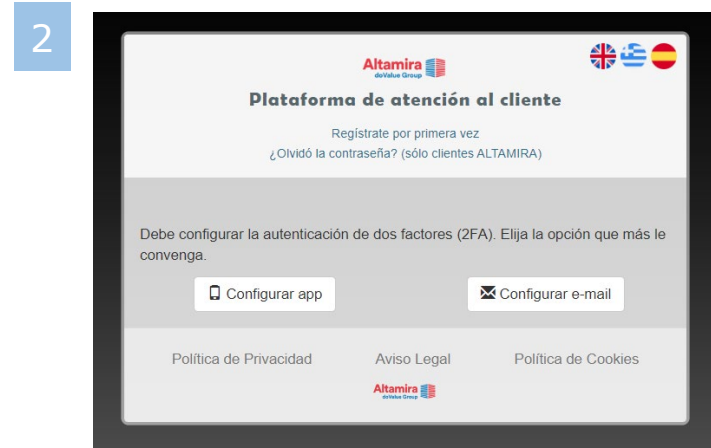 2
Altamira
doValue Group
Plataforma de atención al cliente
Regístrate por primera vez
¿Olvidó la contraseña? (sólo clientes ALTAMIRA)
Debe configurar la autenticación de dos factores (2FA). Elija la opción que más le
convenga.
Configurar app
Configurar e-mail
Política de Privacidad
Aviso Legal
Política de Cookies
Altamira
doValue Group